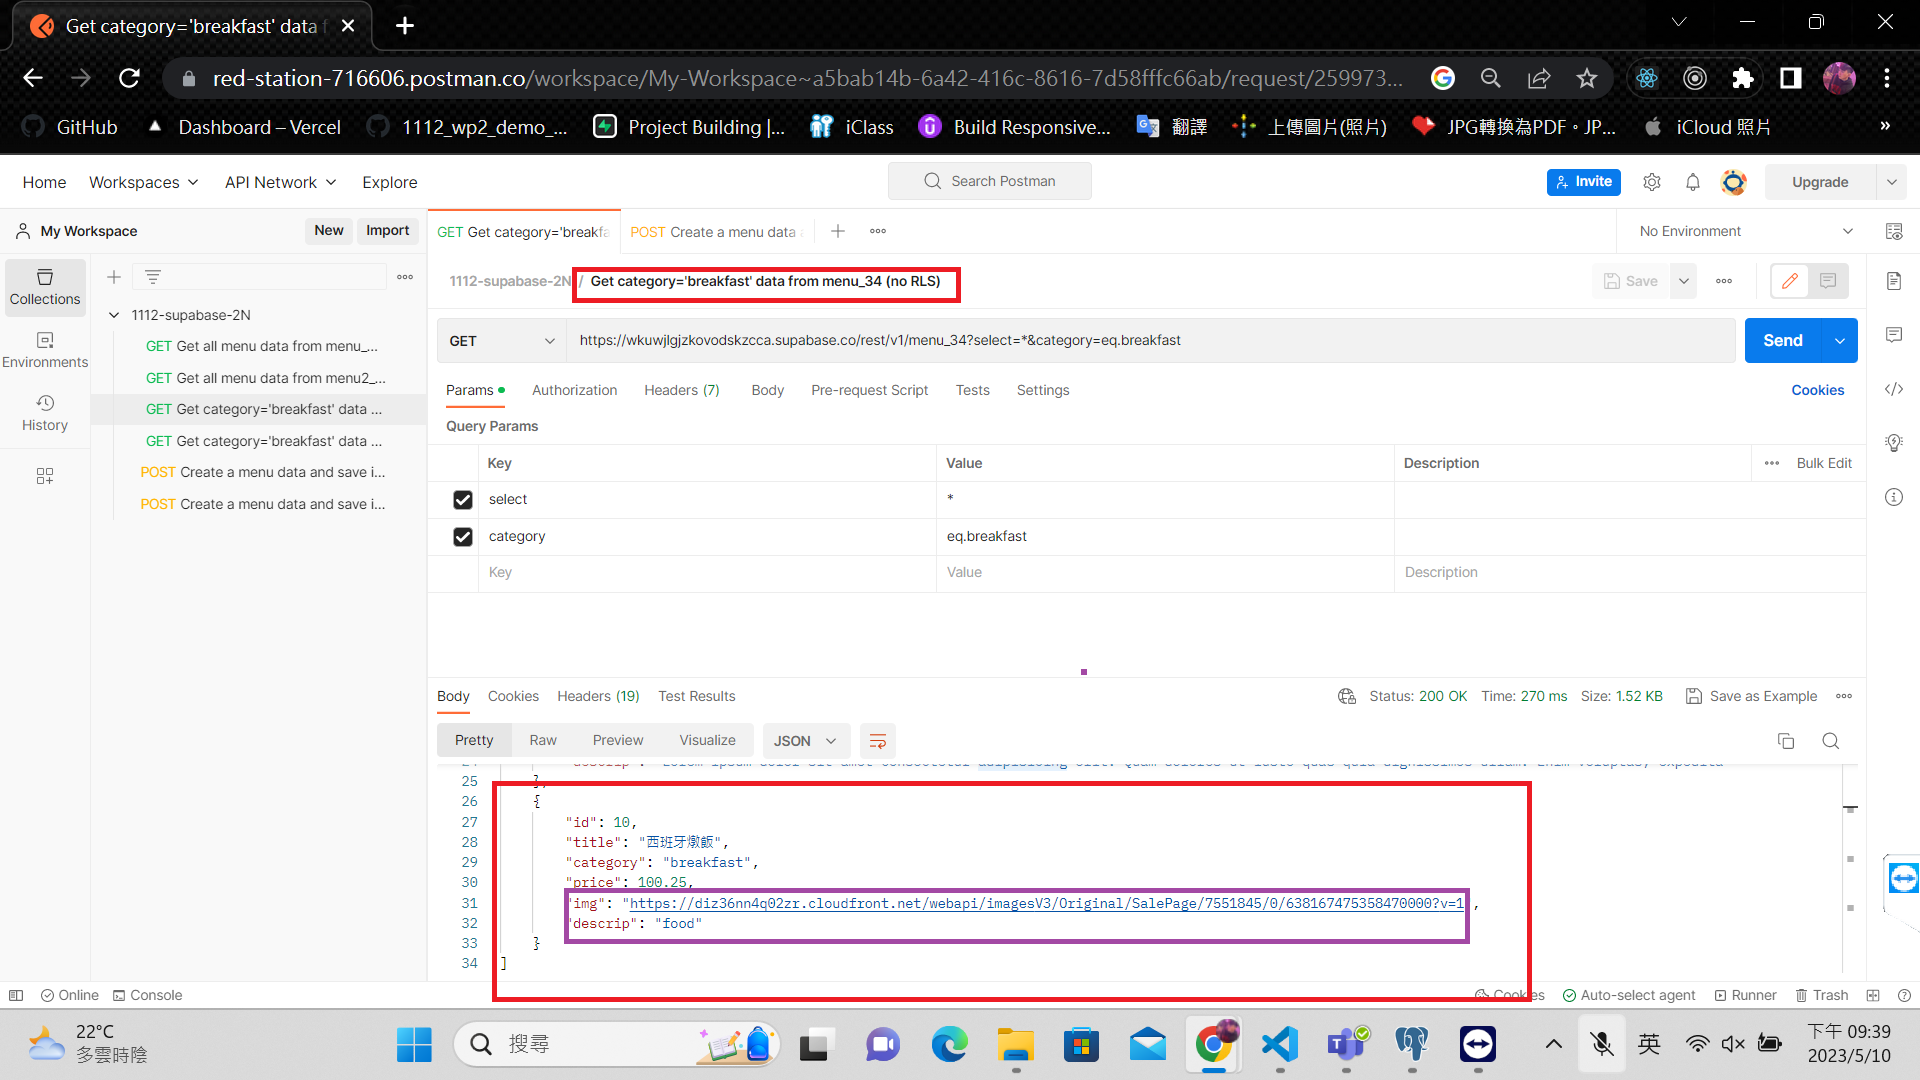 Get category='breakfast' data f
red-station-716606.postman.co/workspace/My-Workspace~a5bab14b-6a42-416c-8616-7d58fffc66ab/request/259973...
GitHub
Dashboard – Vercel
1112_wp2_demo_...
Project Building |...
iClass
Build Responsive...
翻譯
上傳圖片(照片)
JPG轉換為PDF。JP...
iCloud 照片
»
Home
Workspaces
API Network
Explore
Search Postman
Invite
Upgrade
My Workspace
New
Import
GET Get category='breakfa
POST Create a menu data a
No Environment
Collections
Environments
History
1112-supabase-2N
GET Get all menu data from menu_...
GET Get all menu data from menu2_...
GET Get category='breakfast' data ...
GET Get category='breakfast' data ...
POST Create a menu data and save i...
POST Create a menu data and save i...
1112-supabase-2N / Get category='breakfast' data from menu_34 (no RLS)
Save
GET
https://wkuwjlgjzkovodskzcca.supabase.co/rest/v1/menu_34?select=*&category=eq.breakfast
Send
Params
Authorization
Headers (7)
Body
Pre-request Script
Tests
Settings
Cookies
Query Params
Key
Value
Description
Bulk Edit
select
*
category
eq.breakfast
Key
Value
Description
Body
Cookies
Headers (19)
Test Results
Status: 200 OK
Time: 270 ms
Size: 1.52 KB
Save as Example
Pretty
Raw
Preview
Visualize
JSON
25 },
26 {
27 "id": 10,
28 "title": "西班牙燉飯",
29 "category": "breakfast",
30 "price": 100.25,
31 "img": "https://diz36nn4q02zr.cloudfront.net/webapi/imagesV3/Original/SalePage/7551845/0/638167475358470000?v=1",
32 "descrip": "food"
33 }
34 ]
Online
Console
Cookies
Auto-select agent
Runner
Trash
22°C
多雲時陰
搜尋
英
下午 09:39
2023/5/10